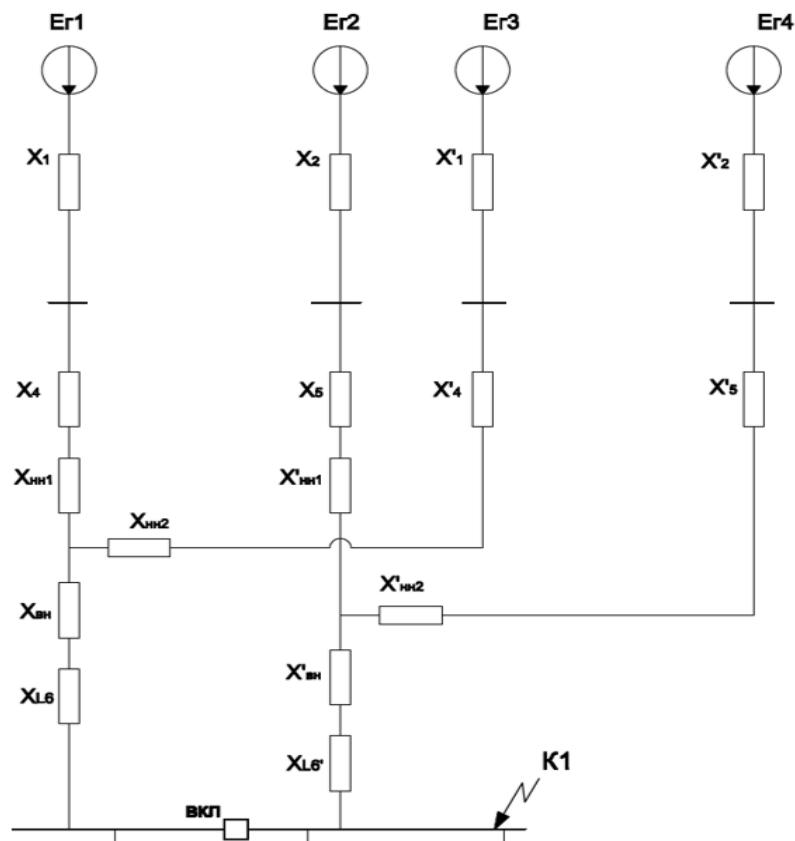 Ег1 Ег2 Ег3 Ег4
X1 X2 X'1 X'2
X4 X5 X'4 X'5
Xнн1 X'нн1
Xнн2
X'нн2
Xвн
X'вн
XL6
XL6'
К1
вкл